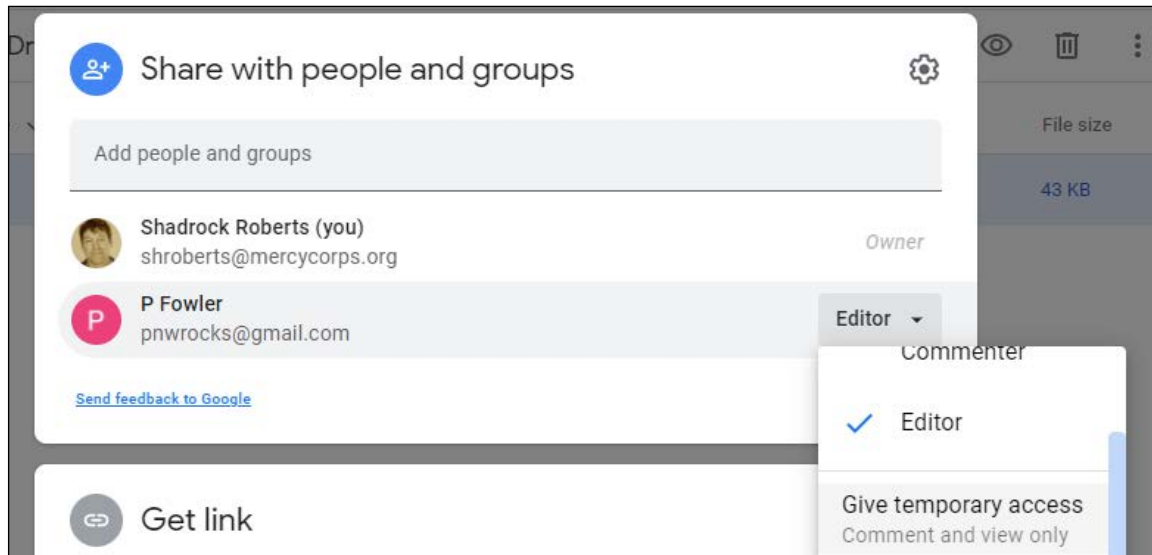 Dr
Share with people and groups
File size
Add people and groups
43 KB
Shadrock Roberts (you)
shroberts@mercycorps.org
Owner
P
P Fowler
pnwrocks@gmail.com
Editor
Commenter
Send feedback to Google
Editor
Give temporary access
Comment and view only
Get link